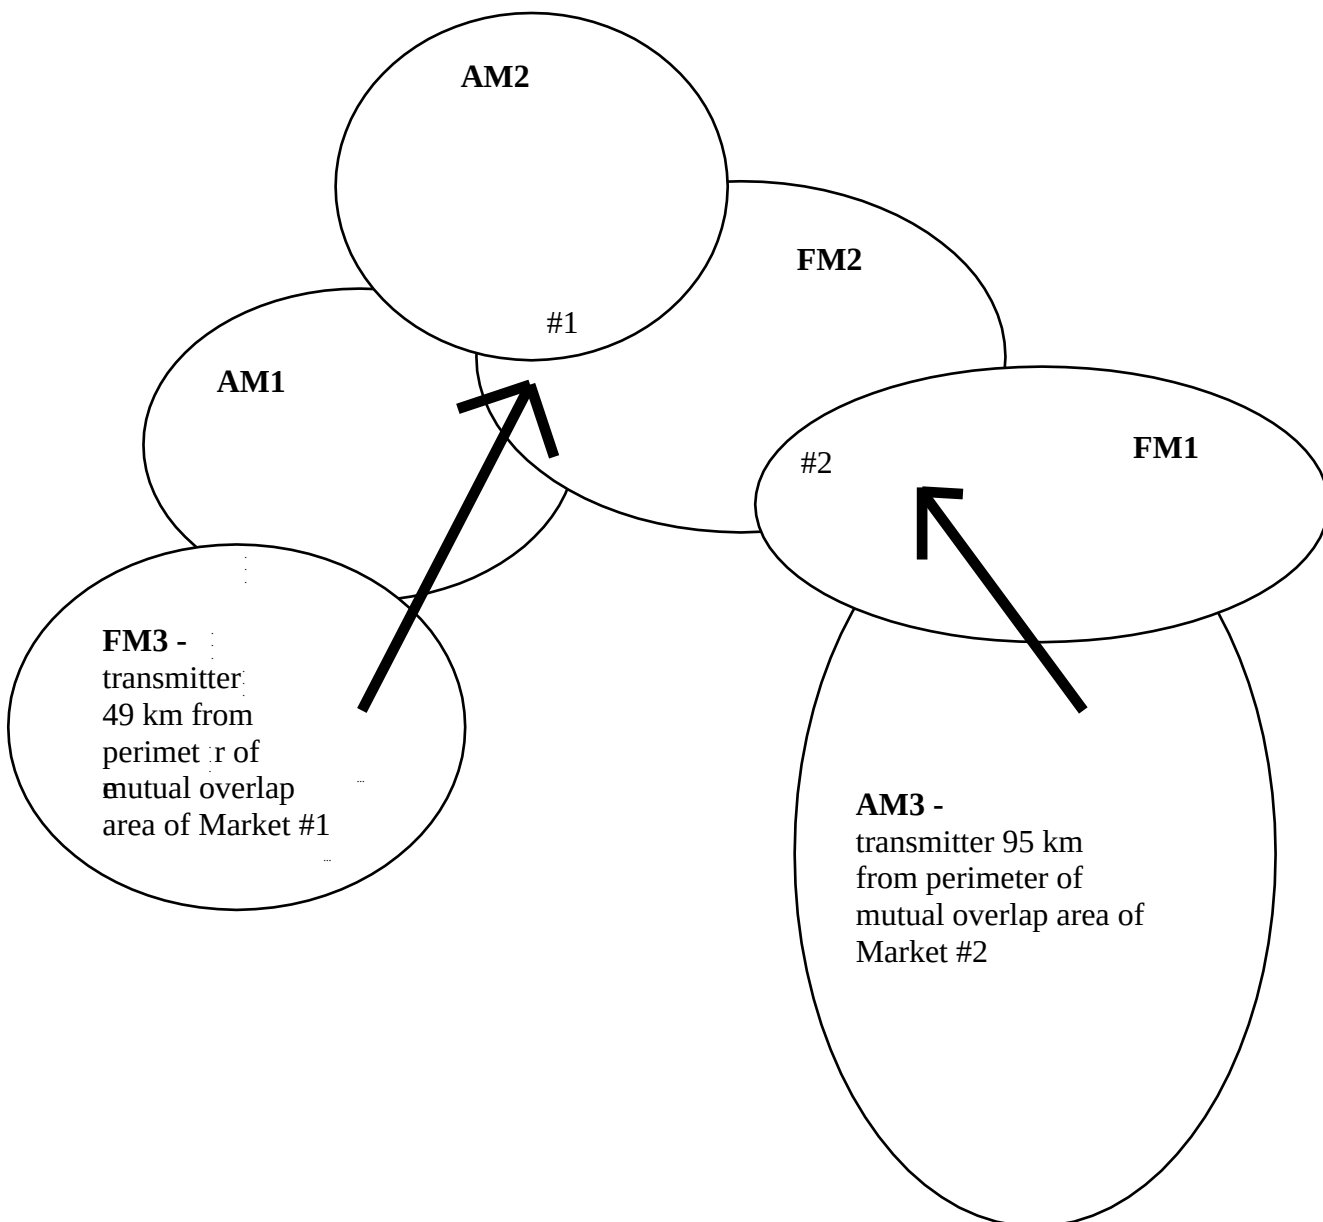 AM2
FM2
#1
AM1
#2
FM1
FM3 -
transmitter
49 km from
perimet r of
emutual overlap
area of Market #1
AM3 -
transmitter 95 km
from perimeter of
mutual overlap area of
Market #2